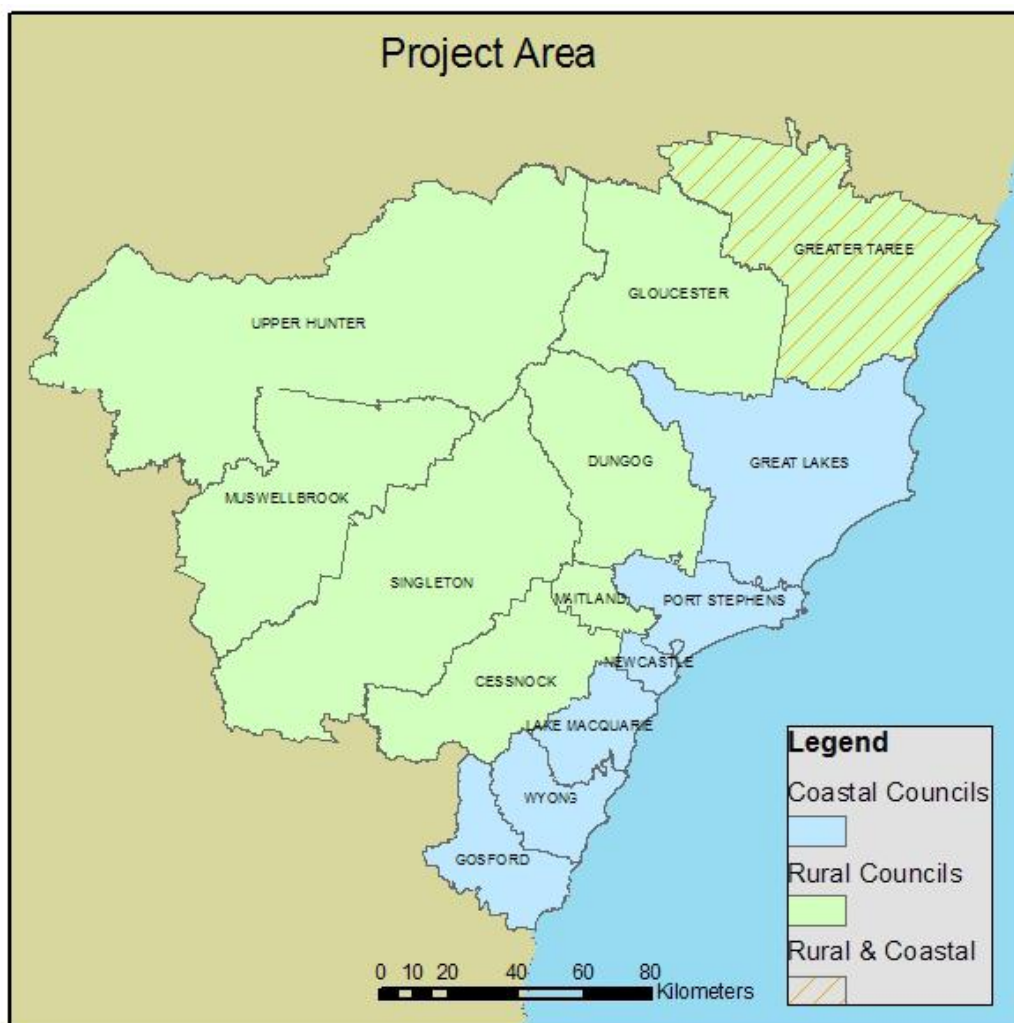 Project Area
GREATER TAREE
GLOUCESTER
UPPER HUNTER
DUNGOG
GREAT LAKES
MUSWELLBROOK
SINGLETON
MAITLAND
PORT STEPHENS
NEWCASTLE
CESSNOCK
LAKE MACQUARIE
WYONG
GOSFORD
Legend
Coastal Councils
Rural Councils
Rural & Coastal
0 10 20 40 60 80
Kilometers